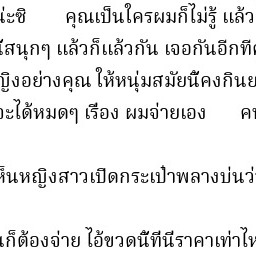 น่ะซิ คุณเป็นใครผมก็ไม่รู้ แล้ว
สนุกๆ แล้วก็แล้วกัน เจอกันอีกที
ญิงอย่างคุณ ให้หนุ่มสมัยนี้คงกิน
จะได้หมดๆ เรื่อง ผมจ่ายเอง
ห็นหญิงสาวเปิดกระเป๋าพลางบ่นว่
ก็ต้องจ่าย ไอ้ขวดนี้ที่นี่ราคาเท่าไห